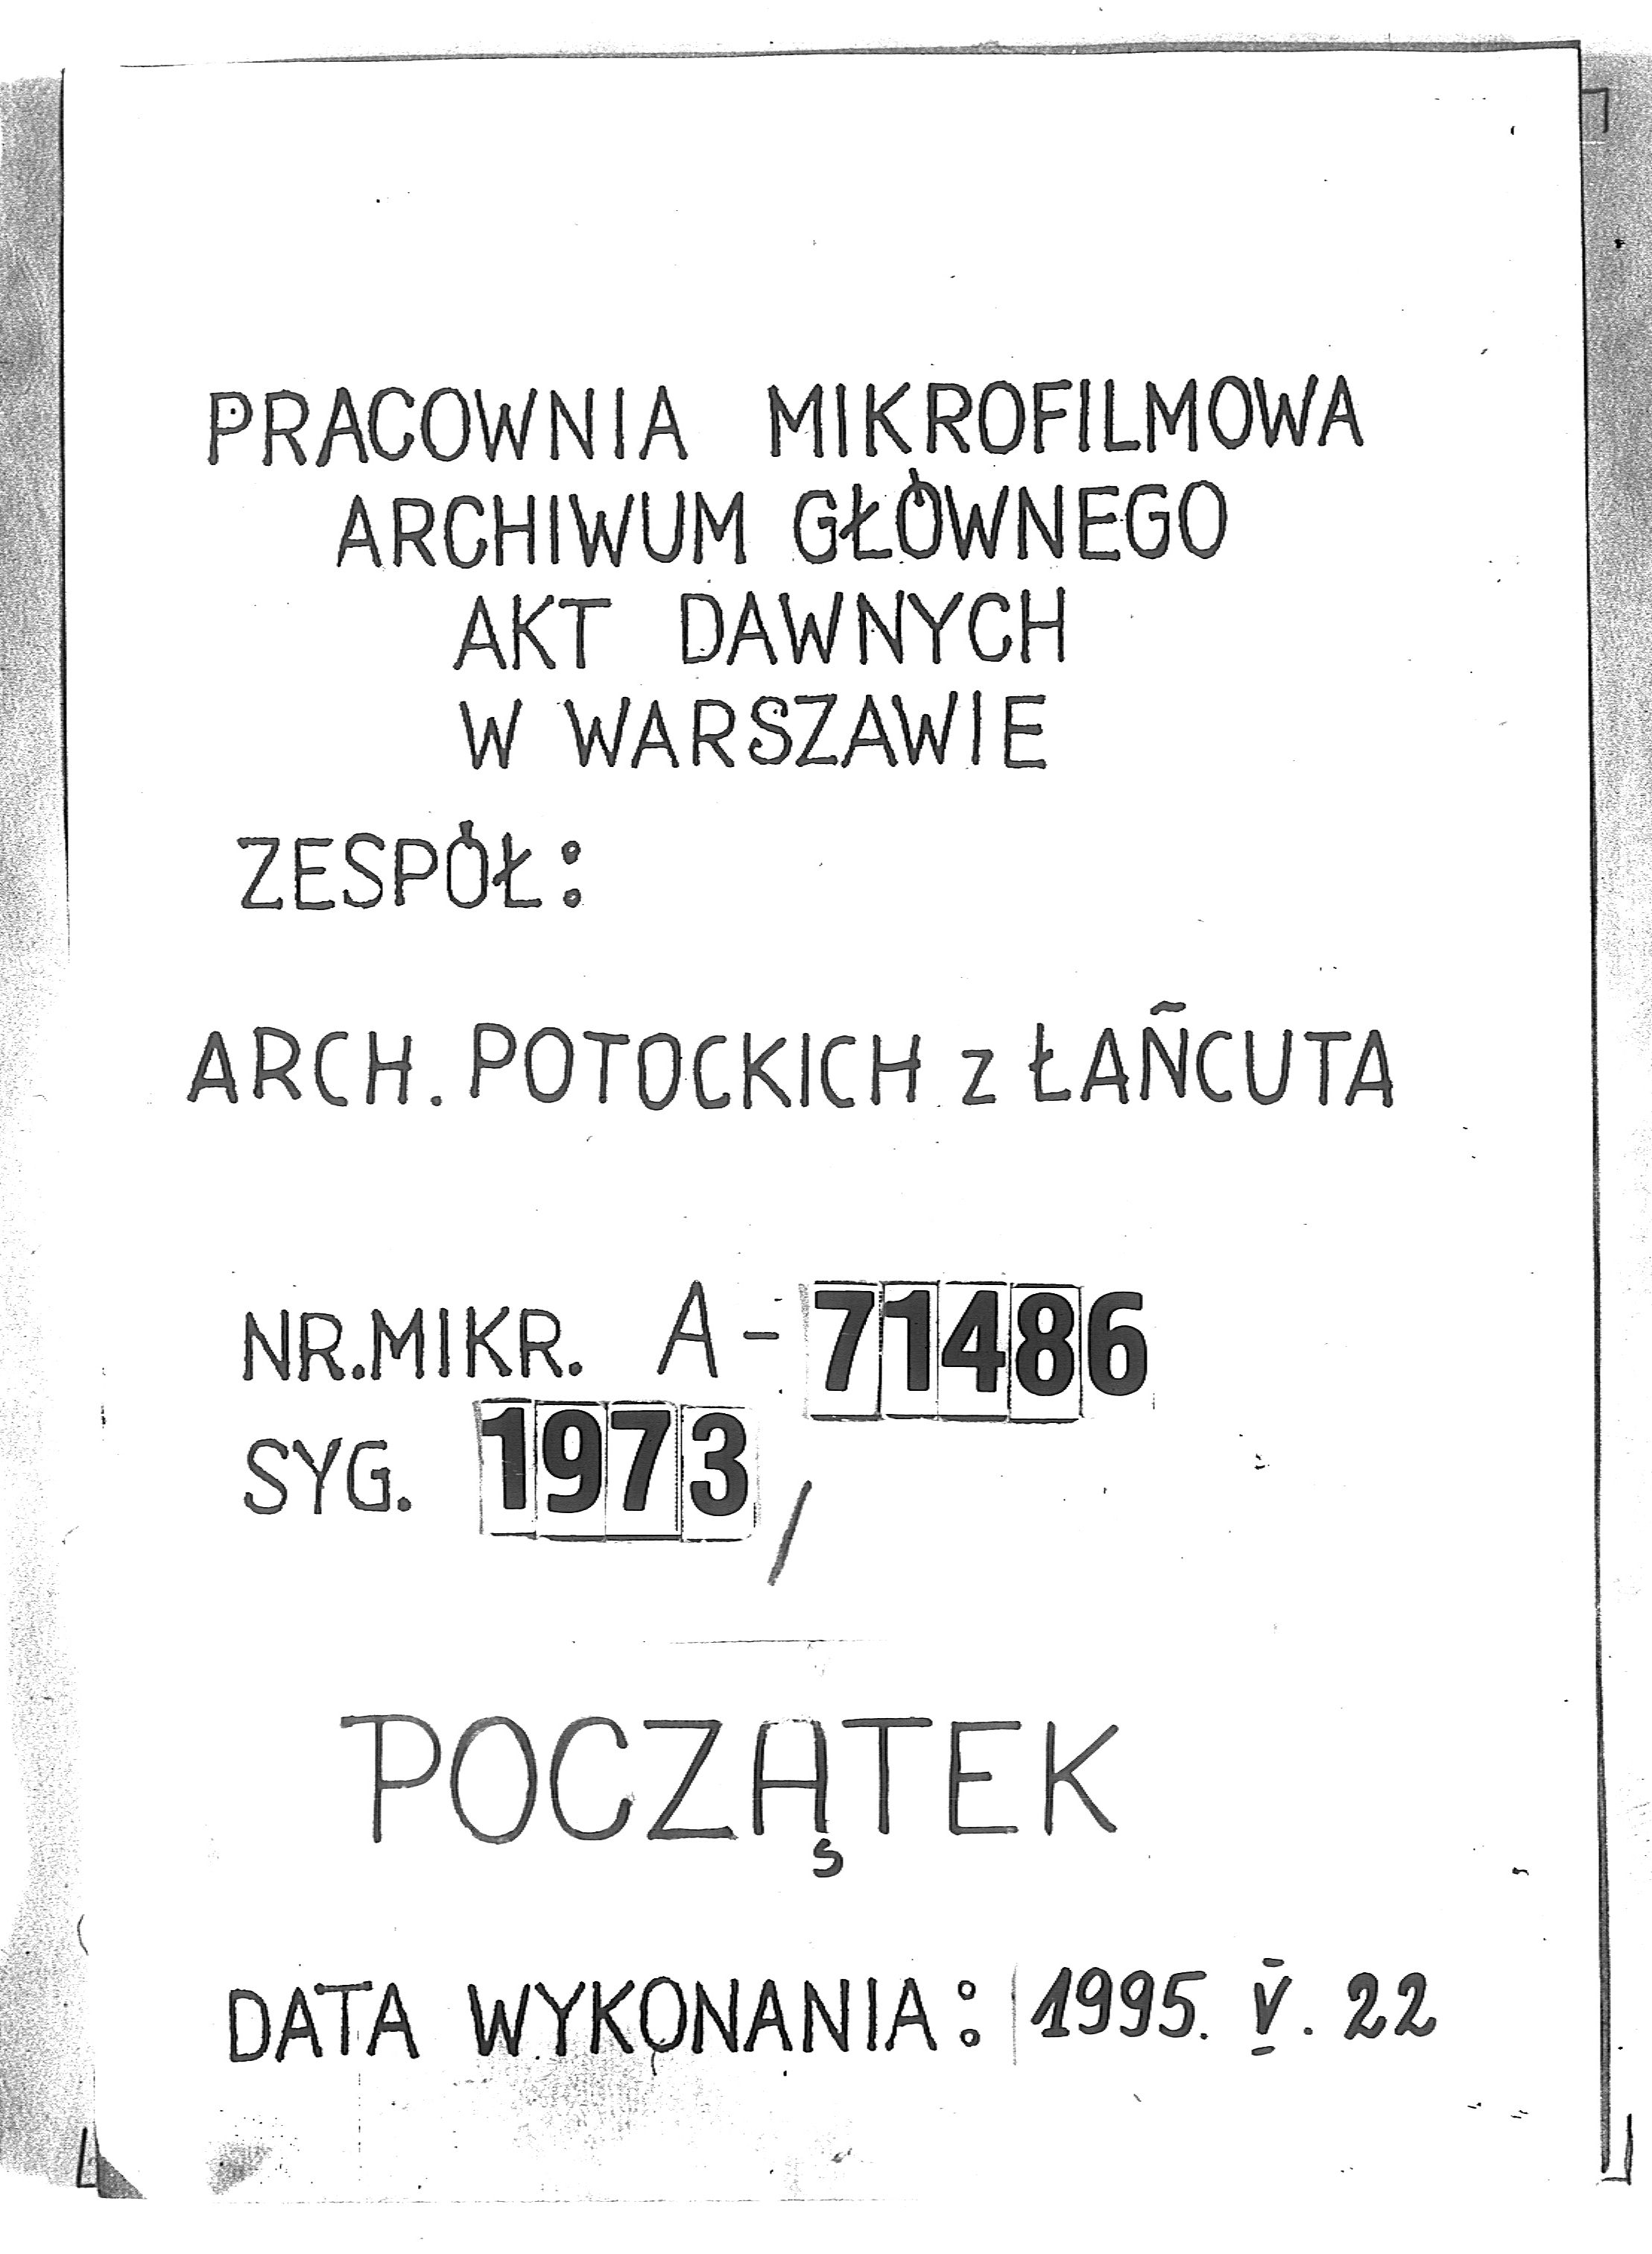 PRACOWNIA MIKROFILMOWA
ARCHIWUM GŁÓWNEGO
AKT DAWNYCH
W WARSZAWIE
ZESPÓŁ:
ARCH. POTOCKICH z ŁAŃCUTA
NR.MIKR. A-71486
SYG. 1973/
POCZĄTEK
DATA WYKONANIA: 1995. V. 22